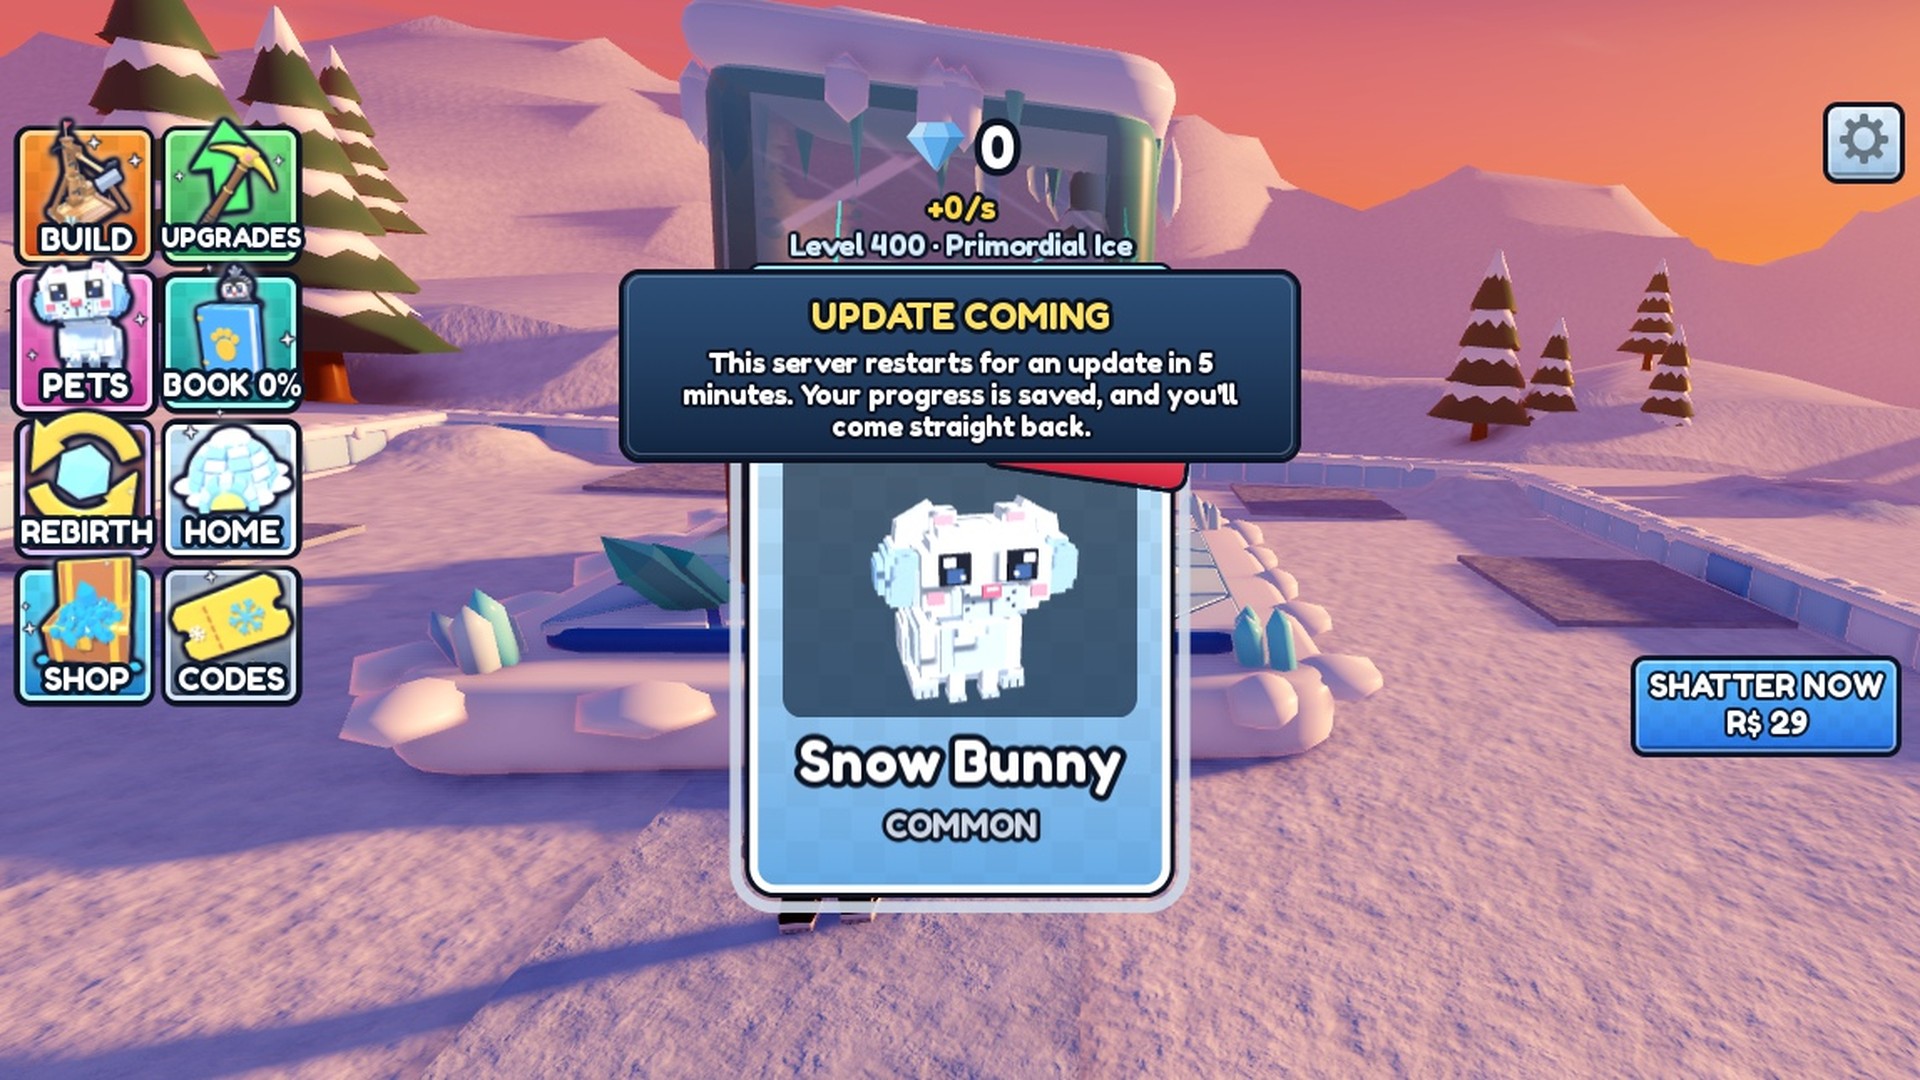 0
+0/s
Level 400 · Primordial Ice
UPDATE COMING
This server restarts for an update in 5
minutes. Your progress is saved, and you'll
come straight back.
BUILD
UPGRADES
PETS
BOOK 0%
REBIRTH
HOME
SHOP
CODES
Snow Bunny
COMMON
SHATTER NOW
R$ 29